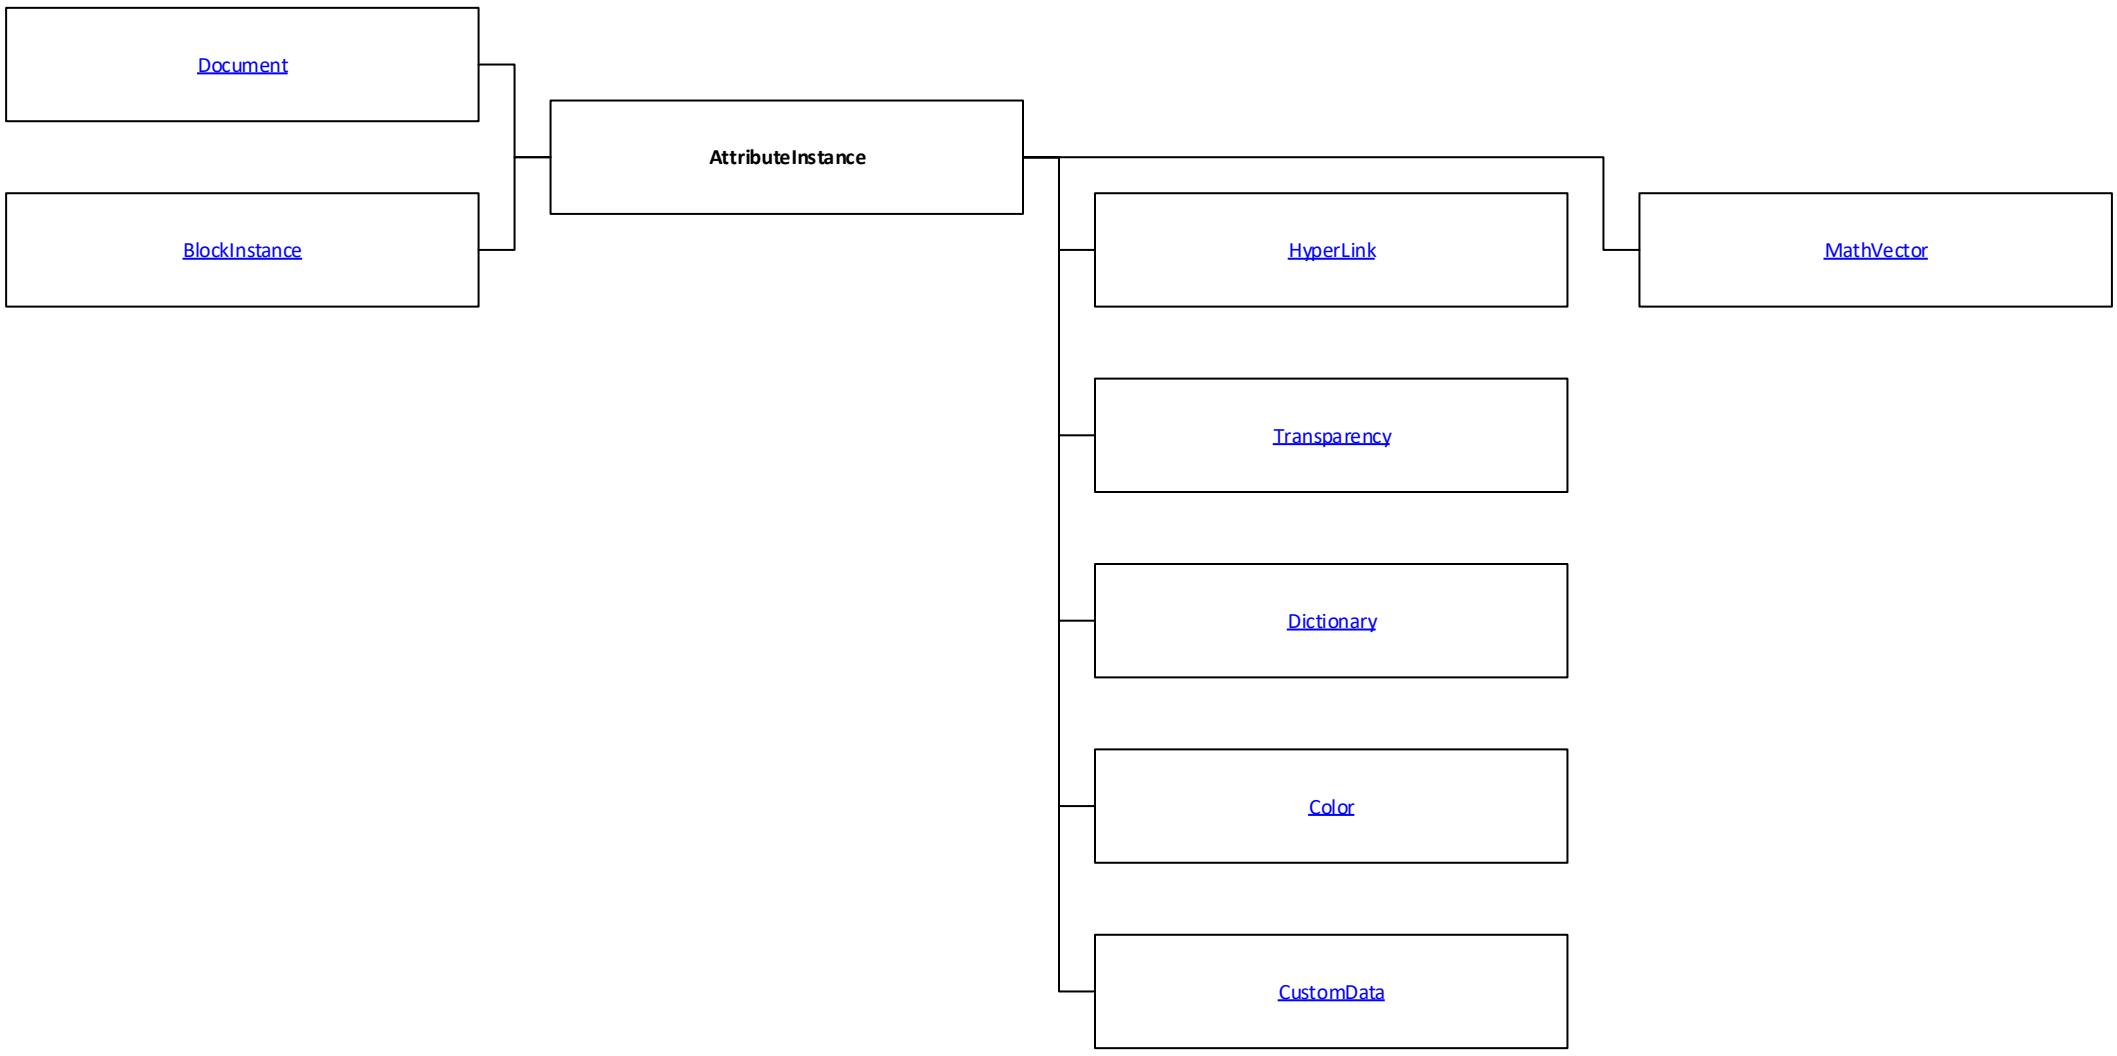 Document
AttributeInstance
BlockInstance
HyperLink
MathVector
Transparency
Dictionary
Color
CustomData